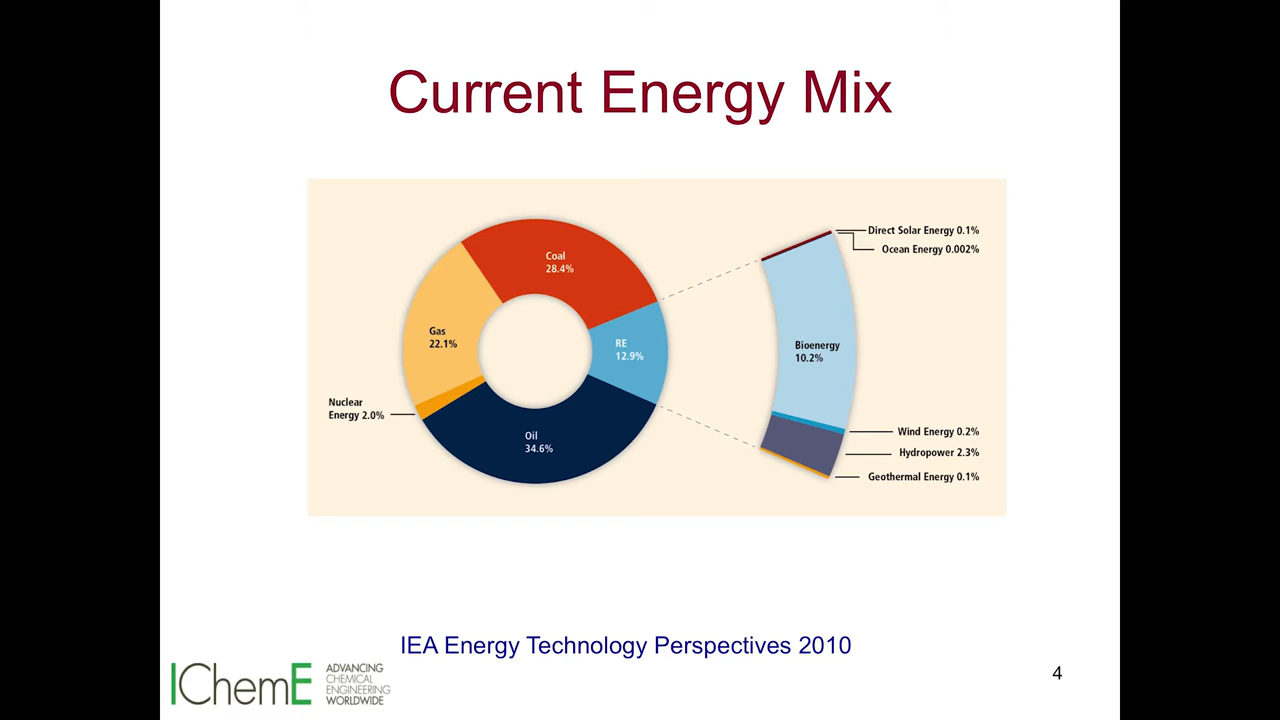 Current Energy Mix
Coal
28.4%
Gas
22.1%
RE
12.9%
Nuclear
Energy 2.0%
Oil
34.6%
Direct Solar Energy 0.1%
Ocean Energy 0.002%
Bioenergy
10.2%
Wind Energy 0.2%
Hydropower 2.3%
Geothermal Energy 0.1%
IEA Energy Technology Perspectives 2010
IChemE
ADVANCING
CHEMICAL
ENGINEERING
WORLDWIDE
4